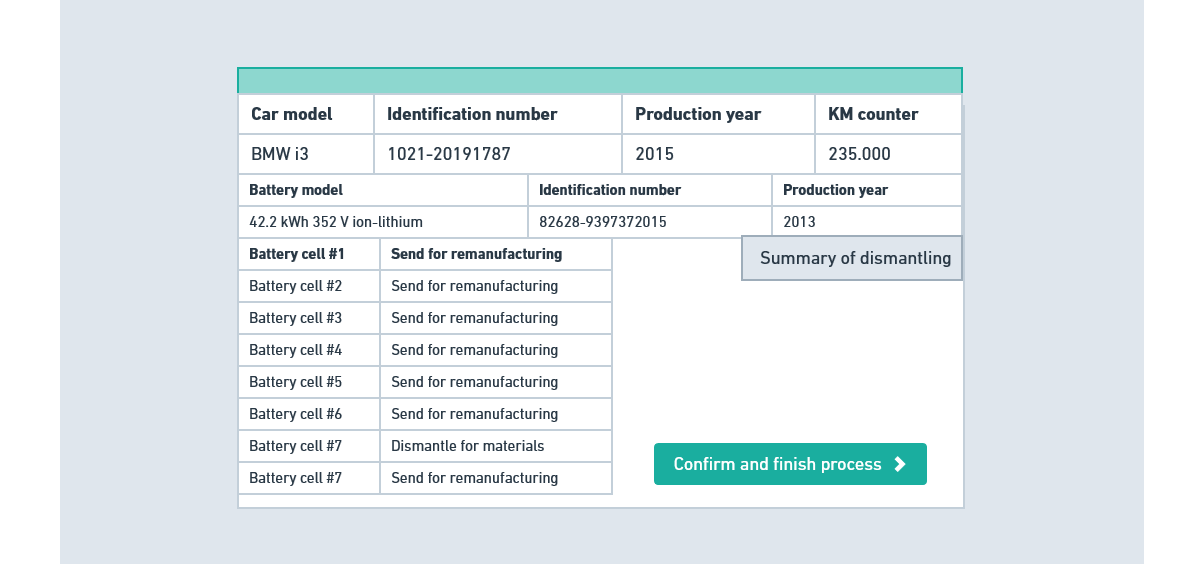 Car model Identification number Production year KM counter
BMW i3 1021-20191787 2015 235.000
Battery model Identification number Production year
42.2 kWh 352 V ion-lithium 82628-9397372015 2013
Battery cell #1 Send for remanufacturing
Summary of dismantling
Battery cell #2 Send for remanufacturing
Battery cell #3 Send for remanufacturing
Battery cell #4 Send for remanufacturing
Battery cell #5 Send for remanufacturing
Battery cell #6 Send for remanufacturing
Battery cell #7 Dismantle for materials
Confirm and finish process
Battery cell #7 Send for remanufacturing